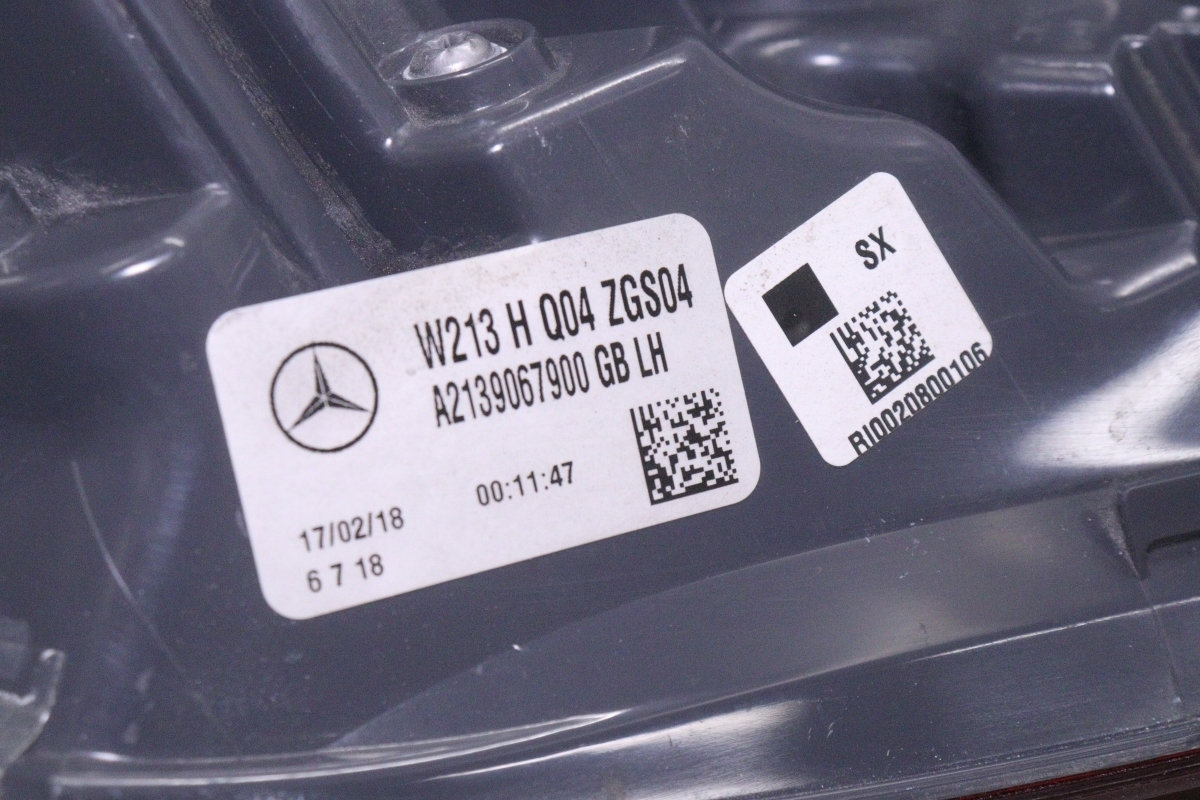 W213 H Q04 ZGS04
A2139067900 GB LH
00:11:47
17/02/18
6 7 18
SX
RI0020800106